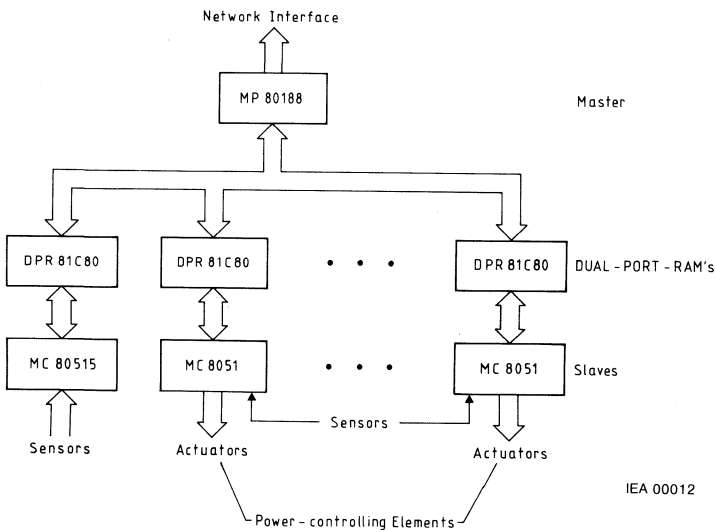 Network Interface
MP 80188
Master
DPR 81C80
DPR 81C80
DPR 81C80
DUAL-PORT-RAM's
MC 80515
MC 8051
MC 8051
Slaves
Sensors
Sensors
Actuators
Actuators
IEA 00012
Power-controlling Elements